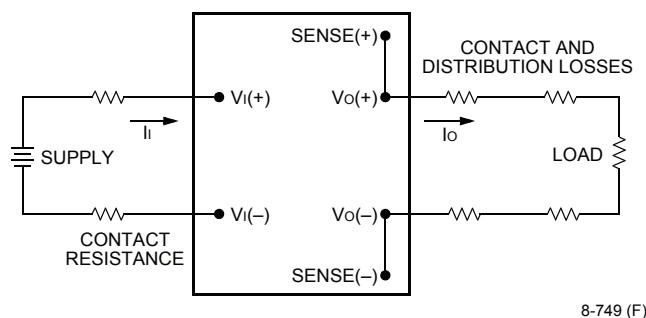 SENSE(+)
CONTACT AND
DISTRIBUTION LOSSES
VI(+)
VO(+)
II
IO
SUPPLY
LOAD
VI(–)
VO(–)
CONTACT
RESISTANCE
SENSE(–)
8-749 (F)